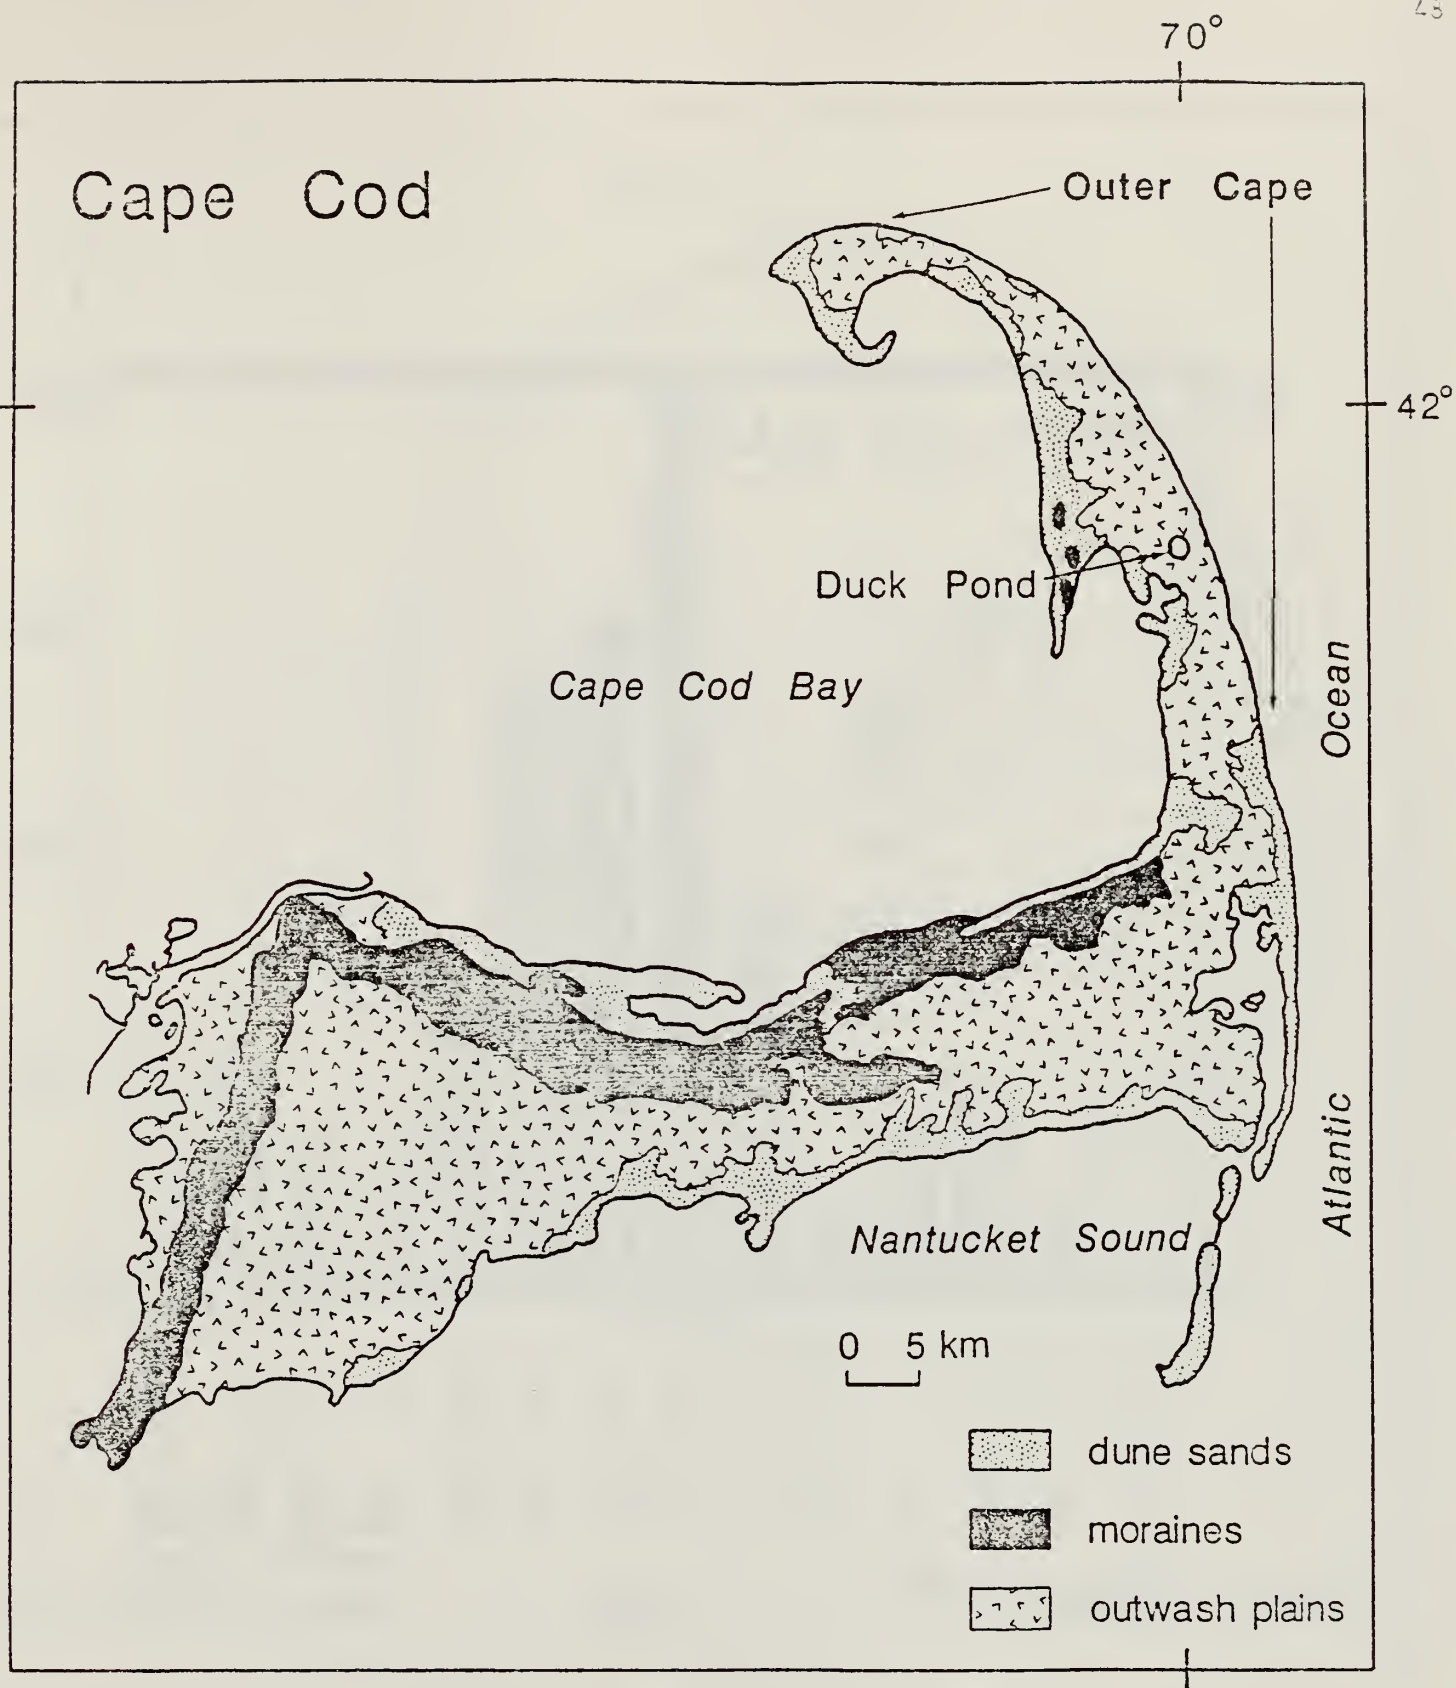 70°
Cape Cod
Outer Cape
42°
Duck Pond
Cape Cod Bay
Ocean
Atlantic
Nantucket Sound
0 5 km
dune sands
moraines
outwash plains